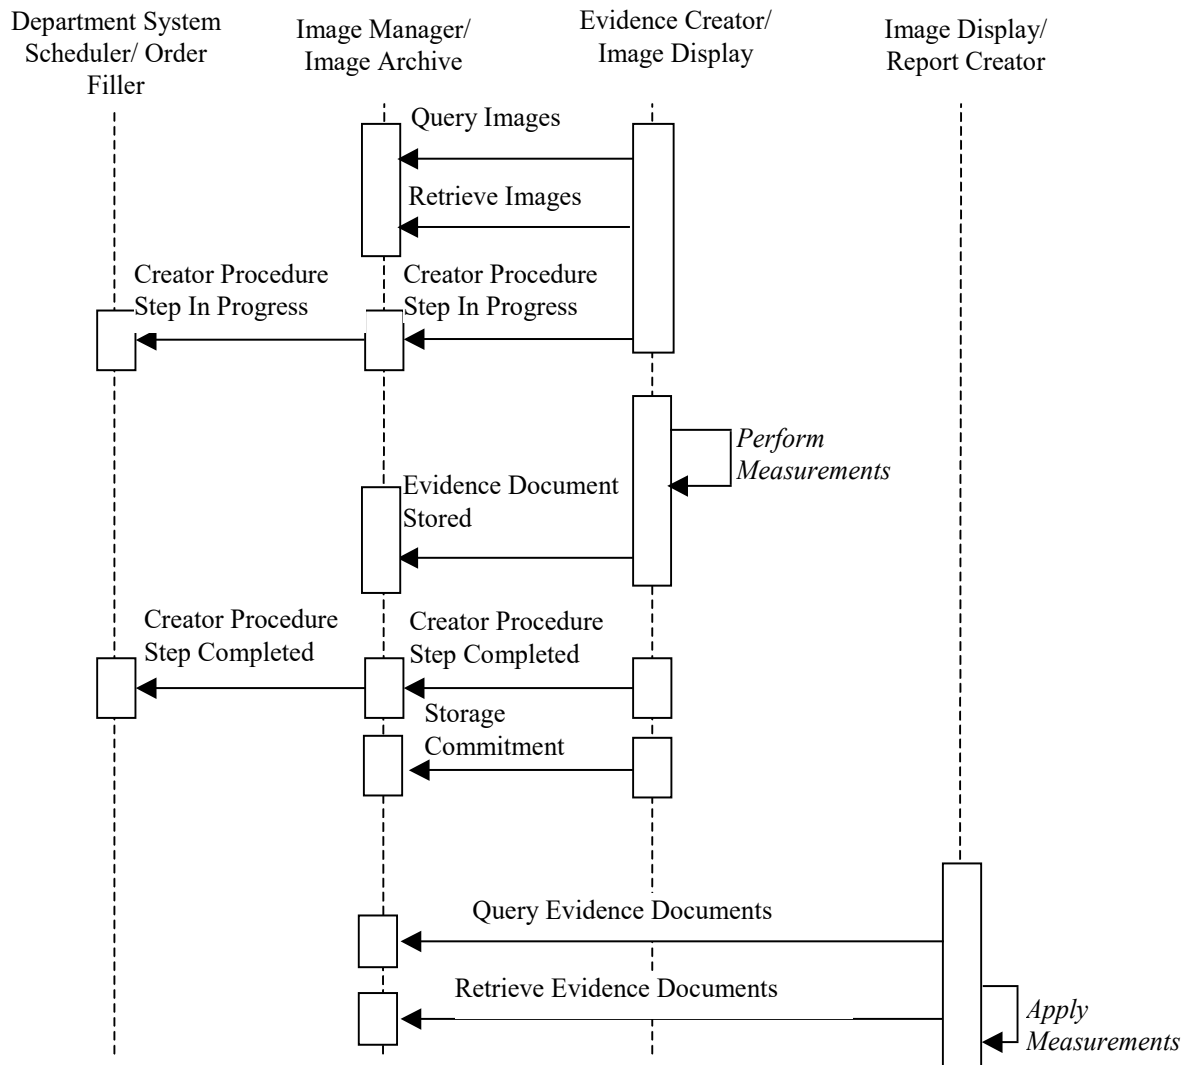 Department System
Scheduler/ Order
Filler
Image Manager/
Image Archive
Evidence Creator/
Image Display
Image Display/
Report Creator
Query Images
Retrieve Images
Creator Procedure
Step In Progress
Creator Procedure
Step In Progress
Perform
Measurements
Evidence Document
Stored
Creator Procedure
Step Completed
Creator Procedure
Step Completed
Storage
Commitment
Query Evidence Documents
Retrieve Evidence Documents
Apply
Measurements